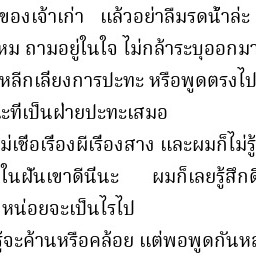 ของเจ้าเก่า แล้วอย่าลืมรดน้ำล่ะ
หม ถามอยู่ในใจ ไม่กล้าระบุออกมา
หลีกเลี่ยงการปะทะ หรือพูดตรงไป
ะที่เป็นฝ่ายปะทะเสมอ
ม่เชื่อเรื่องผีเรื่องสาง และผมก็ไม่รู้
ในฝันเขาดีนี่นะ ผมก็เลยรู้สึกดี
หน่อยจะเป็นไรไป
รู้จะค้านหรือคล้อย แต่พอพูดกันหล